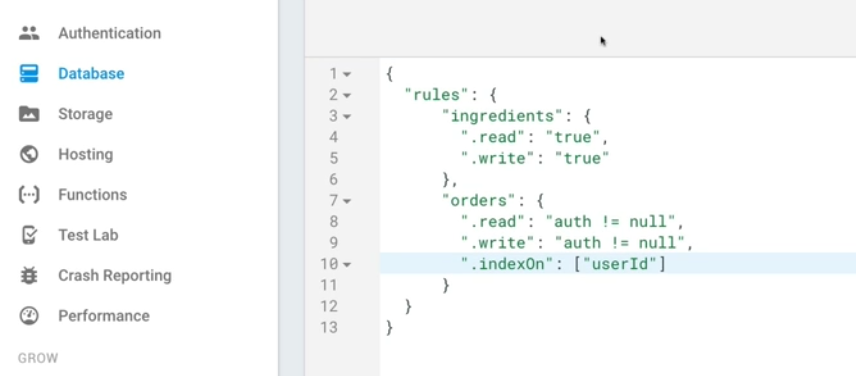 Authentication
Database
Storage
Hosting
Functions
Test Lab
Crash Reporting
Performance
GROW
1 {
2 "rules": {
3 "ingredients": {
4 ".read": "true",
5 ".write": "true"
6 },
7 "orders": {
8 ".read": "auth != null",
9 ".write": "auth != null",
10 ".indexOn": ["userId"]
11 }
12 }
13 }